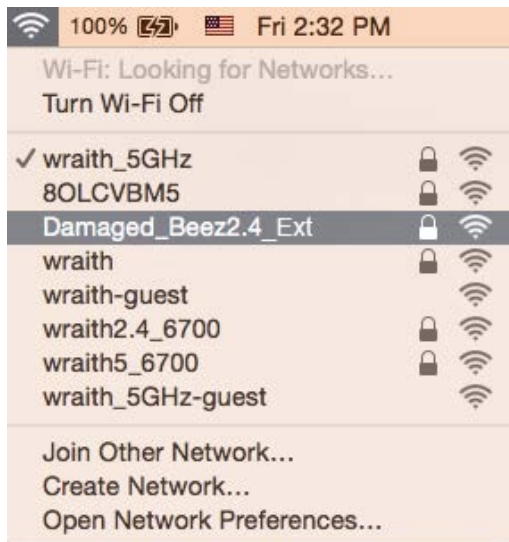 100% Fri 2:32 PM
Wi-Fi: Looking for Networks...
Turn Wi-Fi Off
✓ wraith_5GHz
8OLCVBM5
Damaged_Beez2.4_Ext
wraith
wraith-guest
wraith2.4_6700
wraith5_6700
wraith_5GHz-guest
Join Other Network...
Create Network...
Open Network Preferences...